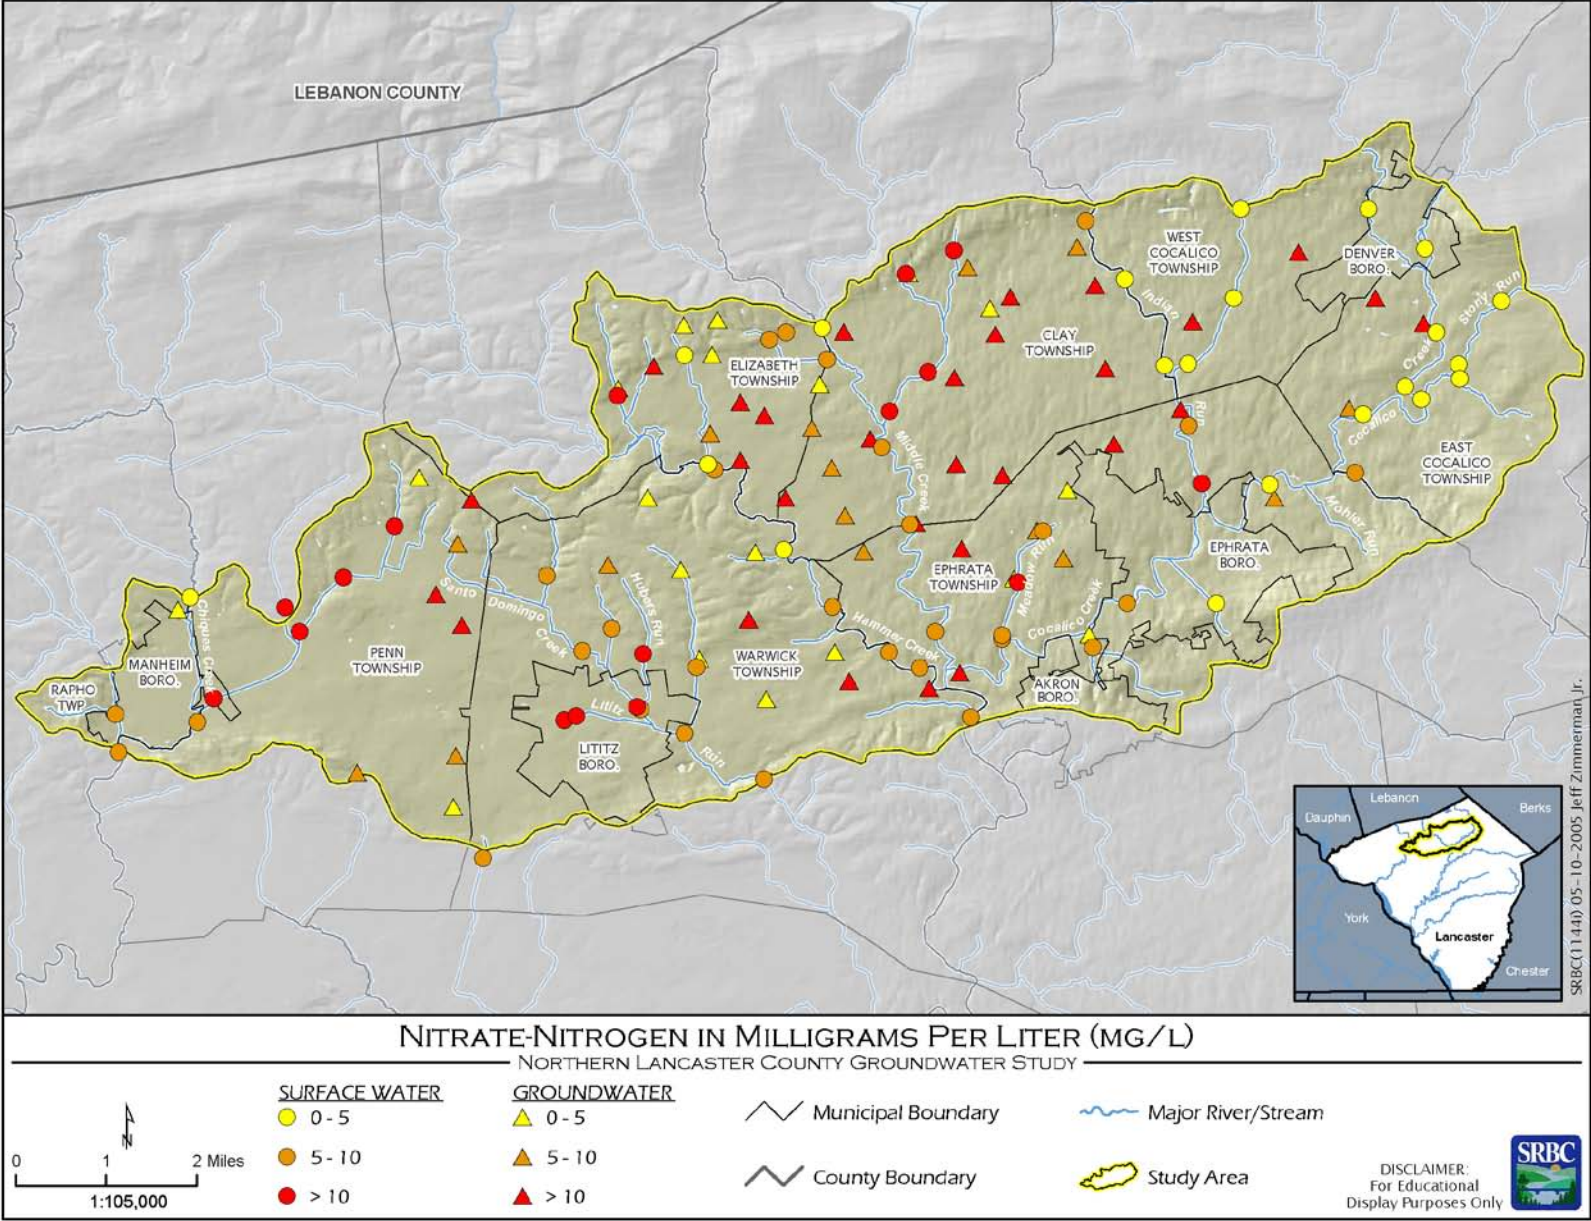 LEBANON COUNTY
WEST
COCALICO
TOWNSHIP
DENVER
BORO.
Stony Run
Indian
CLAY
TOWNSHIP
ELIZABETH
TOWNSHIP
Creek
Run
Cocalico
Middle Creek
EAST
COCALICO
TOWNSHIP
Mahler Run
EPHRATA
BORO.
EPHRATA
TOWNSHIP
Meadow Run
Santo Domingo
Creek
Hubers Run
Chiques Creek
Hammer Creek
Cocalico Creek
PENN
TOWNSHIP
WARWICK
TOWNSHIP
MANHEIM
BORO.
RAPHO
TWP.
AKRON
BORO.
Lititz
Run
LITITZ
BORO.
Lebanon
Dauphin
Berks
York
Lancaster
Chester
SRBC(1144i) 05-10-2005 Jeff Zimmerman Jr.
NITRATE-NITROGEN IN MILLIGRAMS PER LITER (MG/L)
NORTHERN LANCASTER COUNTY GROUNDWATER STUDY
N
0 1 2 Miles
1:105,000
SURFACE WATER
0 - 5
5 - 10
> 10
GROUNDWATER
0 - 5
5 - 10
> 10
Municipal Boundary
County Boundary
Major River/Stream
Study Area
DISCLAIMER:
For Educational
Display Purposes Only
SRBC